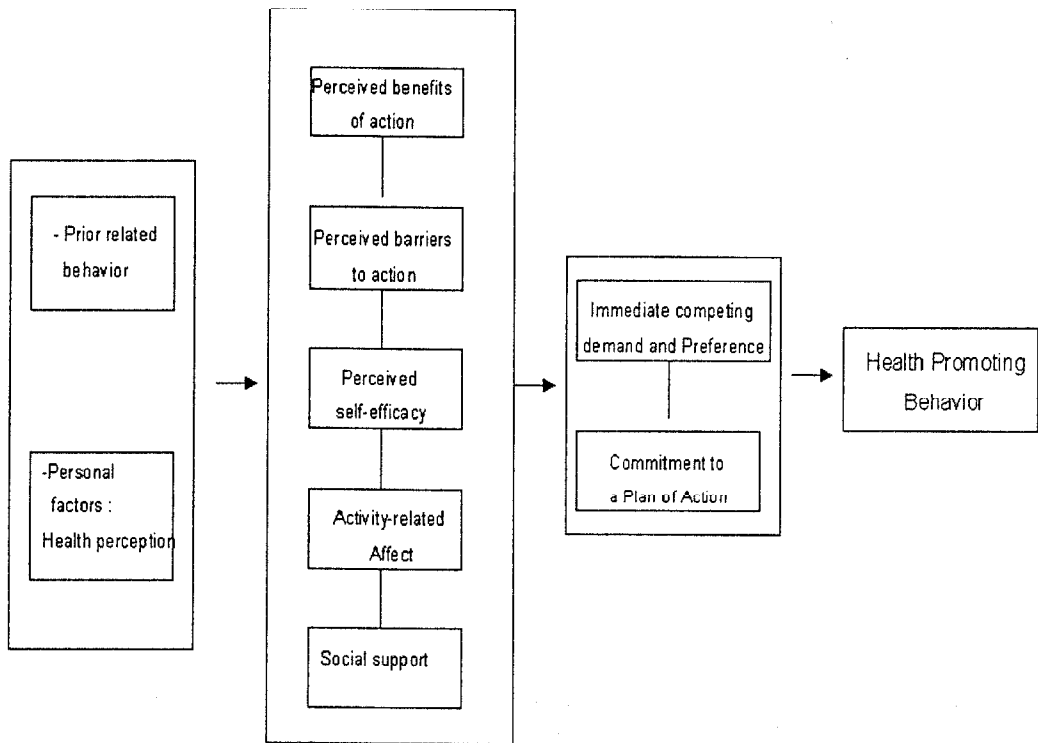 - Prior related
behavior
-Personal
factors :
Health perception
Perceived benefits
of action
Perceived barriers
to action
Perceived
self-efficacy
Activity-related
Affect
Social support
Immediate competing
demand and Preference
Commitment to
a Plan of Action
Health Promoting
Behavior